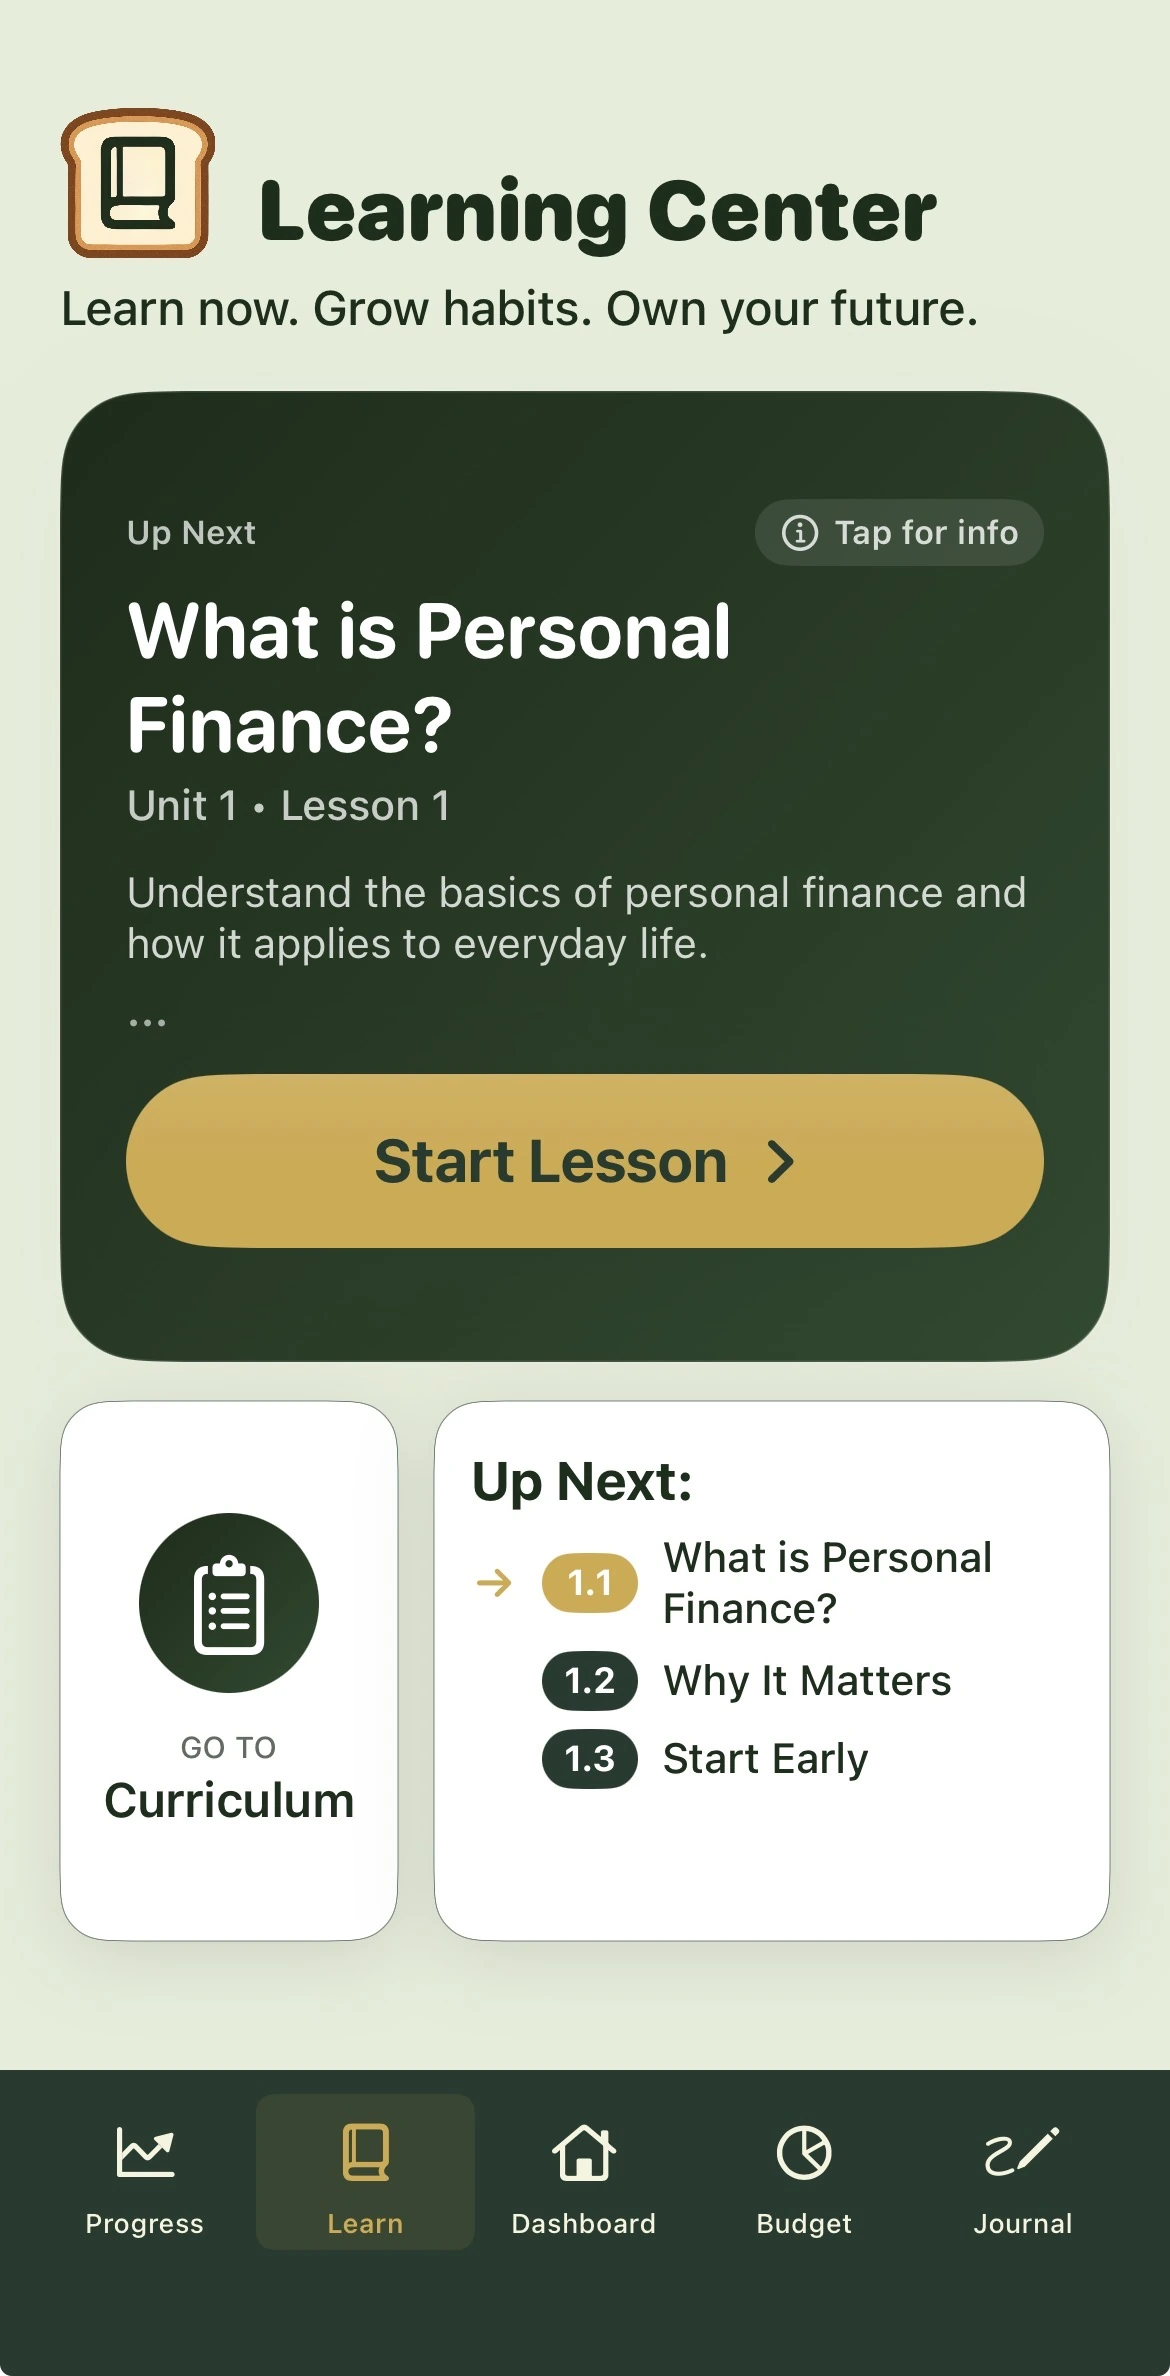 Learning Center
Learn now. Grow habits. Own your future.
Up Next
Tap for info
What is Personal
Finance?
Unit 1 • Lesson 1
Understand the basics of personal finance and
how it applies to everyday life.
...
Start Lesson
GO TO
Curriculum
Up Next:
1.1 What is Personal
Finance?
1.2 Why It Matters
1.3 Start Early
Progress
Learn
Dashboard
Budget
Journal